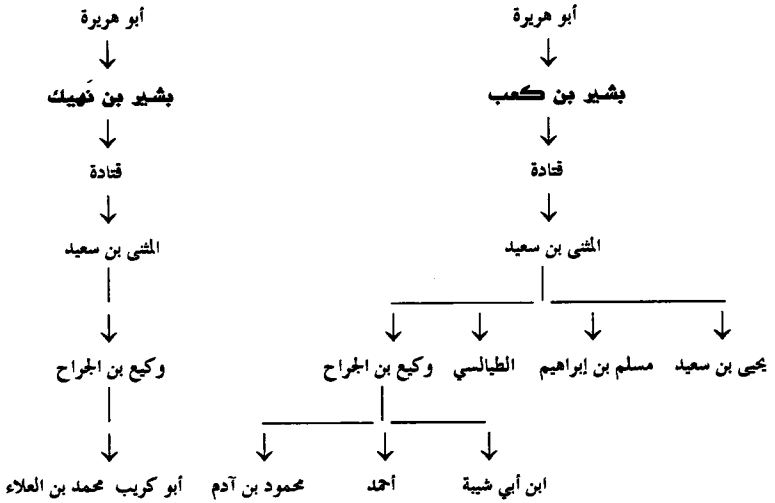 أبو هريرة أبو هريرة
بشير بن كعب بشير بن نَهيك
قتادة قتادة
المثنى بن سعيد المثنى بن سعيد
يحيى بن سعيد مسلم بن إبراهيم الطيالسي وكيع بن الجراح وكيع بن الجراح
ابن أبي شيبة أحمد محمود بن آدم أبو كريب محمد بن العلاء